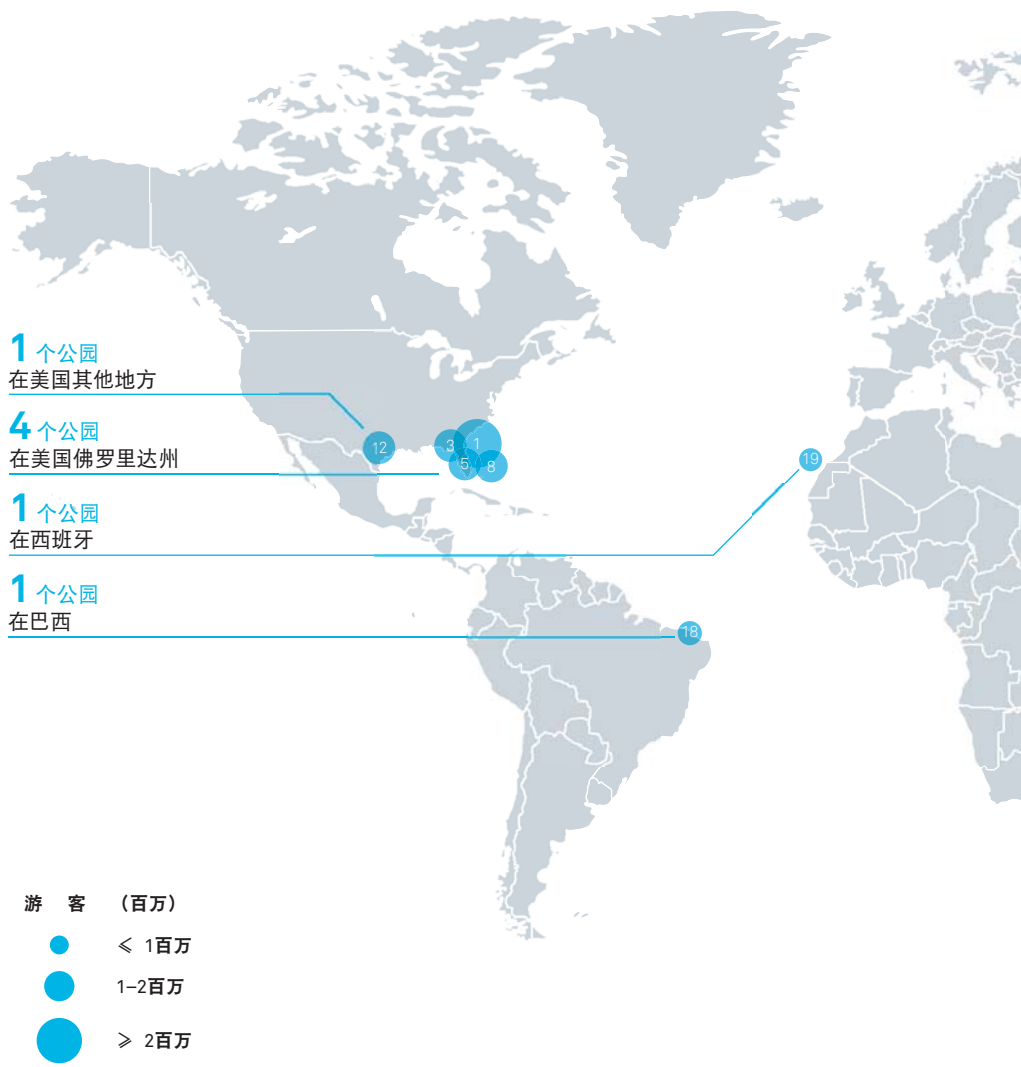 1 个公园
在美国其他地方
4 个公园
在美国佛罗里达州
1 个公园
在西班牙
1 个公园
在巴西
12
3
1
5
8
19
18
游 客 (百万)
≤ 1百万
1–2百万
≥ 2百万